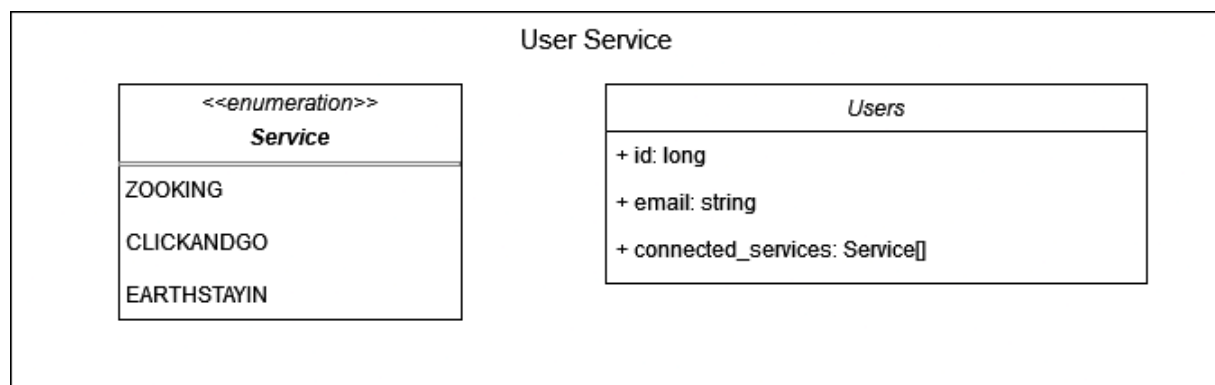 User Service
<<enumeration>>
Service
ZOOKING
CLICKANDGO
EARTHSTAYIN
Users
+ id: long
+ email: string
+ connected_services: Service[]